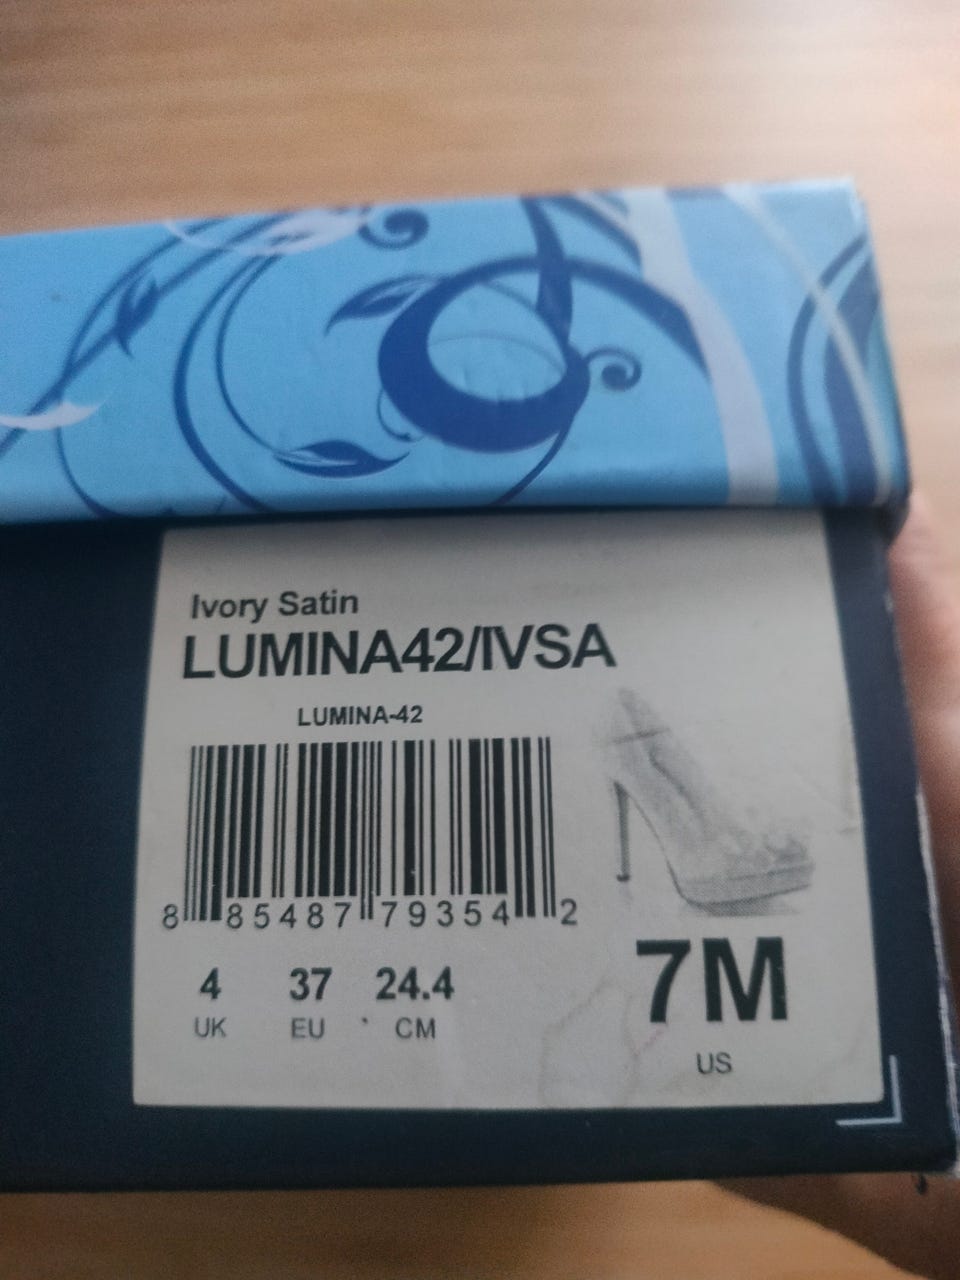 Ivory Satin
LUMINA42/IVSA
LUMINA-42
8 85487 79354 2
4 37 24.4
UK EU CM
7M
US